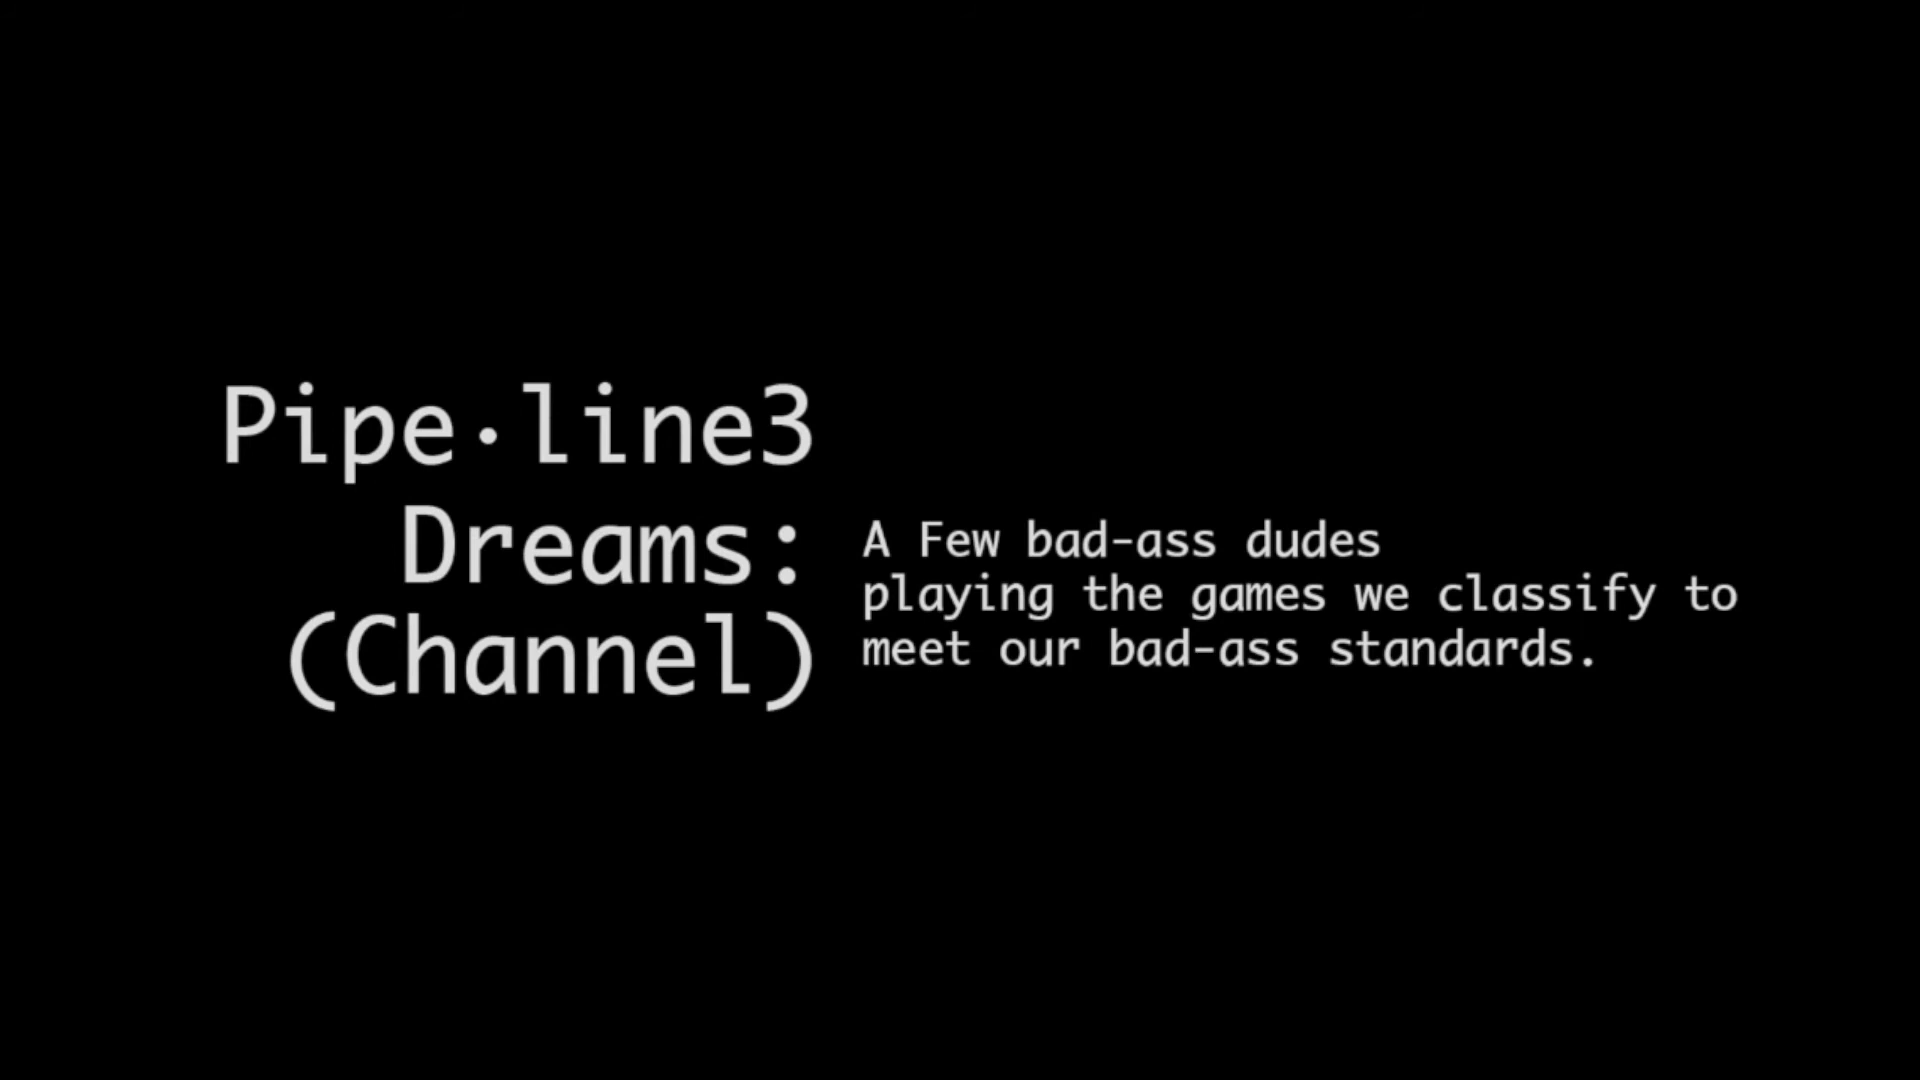 Pipe·line3
Dreams:
(Channel)
A Few bad-ass dudes
playing the games we classify to
meet our bad-ass standards.